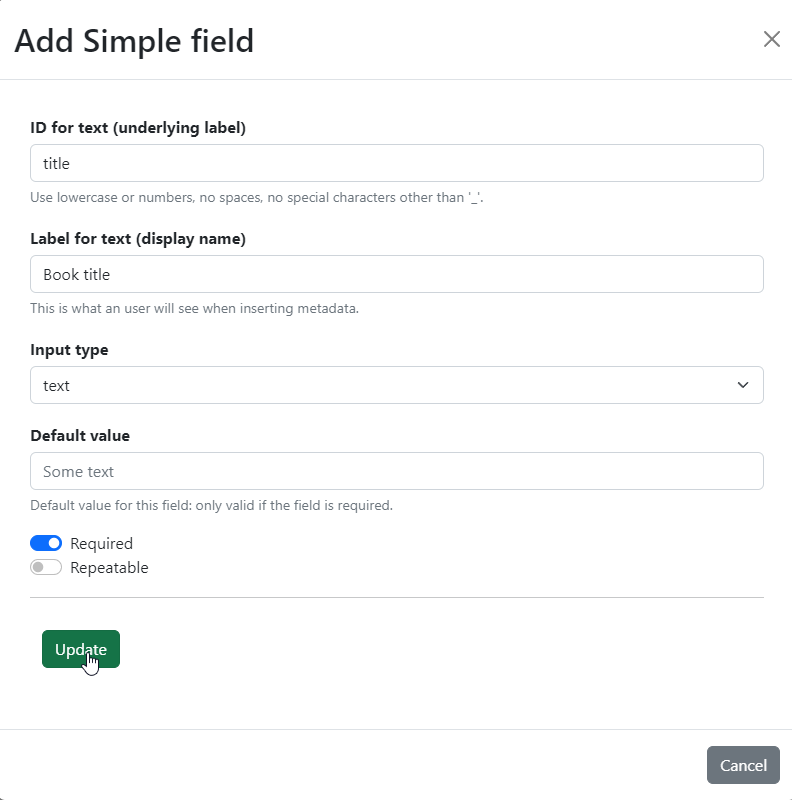 Add Simple field
ID for text (underlying label)
title
Use lowercase or numbers, no spaces, no special characters other than '_'.
Label for text (display name)
Book title
This is what an user will see when inserting metadata.
Input type
text
Default value
Some text
Default value for this field: only valid if the field is required.
Required
Repeatable
Update
Cancel